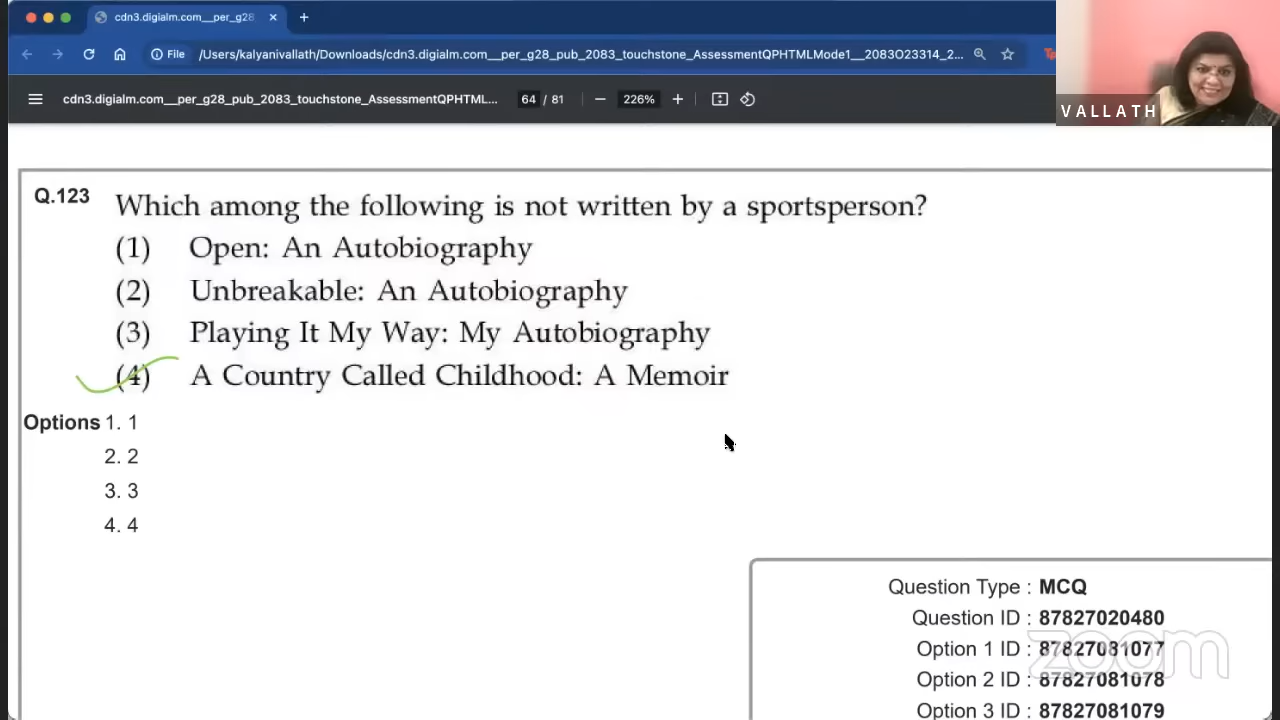 cdn3.digialm.com__per_g28
File /Users/kalyanivallath/Downloads/cdn3.digialm.com__per_g28_pub_2083_touchstone_AssessmentQPHTMLMode1__2083O23314_2...
cdn3.digialm.com__per_g28_pub_2083_touchstone_AssessmentQPHTML... 64 / 81 226%
VALLATH
Q.123 Which among the following is not written by a sportsperson?
(1) Open: An Autobiography
(2) Unbreakable: An Autobiography
(3) Playing It My Way: My Autobiography
(4) A Country Called Childhood: A Memoir
Options 1. 1
2. 2
3. 3
4. 4
Question Type : MCQ
Question ID : 87827020480
Option 1 ID : 87827081077
Option 2 ID : 87827081078
Option 3 ID : 87827081079
zoom